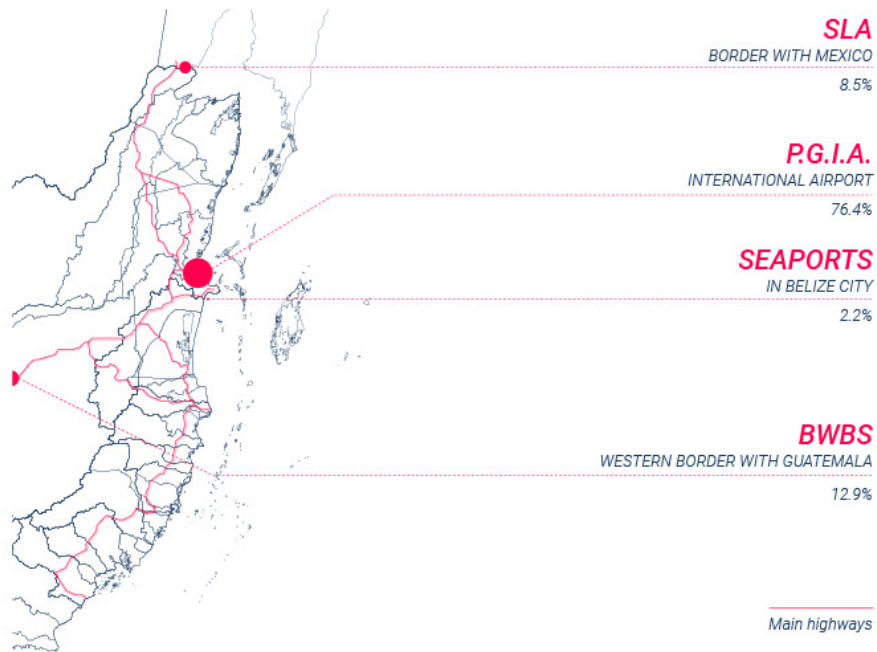 SLA
BORDER WITH MEXICO
8.5%
P.G.I.A.
INTERNATIONAL AIRPORT
76.4%
SEAPORTS
IN BELIZE CITY
2.2%
BWBS
WESTERN BORDER WITH GUATEMALA
12.9%
Main highways